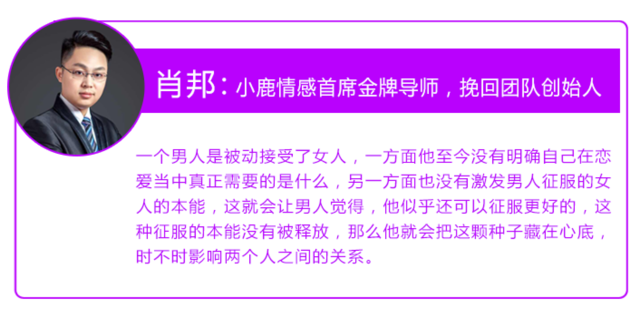 肖邦：小鹿情感首席金牌导师，挽回团队创始人
一个男人是被动接受了女人，一方面他至今没有明确自己在恋
爱当中真正需要的是什么，另一方面也没有激发男人征服的女
人的本能，这就会让男人觉得，他似乎还可以征服更好的，这
种征服的本能没有被释放，那么他就会把这颗种子藏在心底，
时不时影响两个人之间的关系。